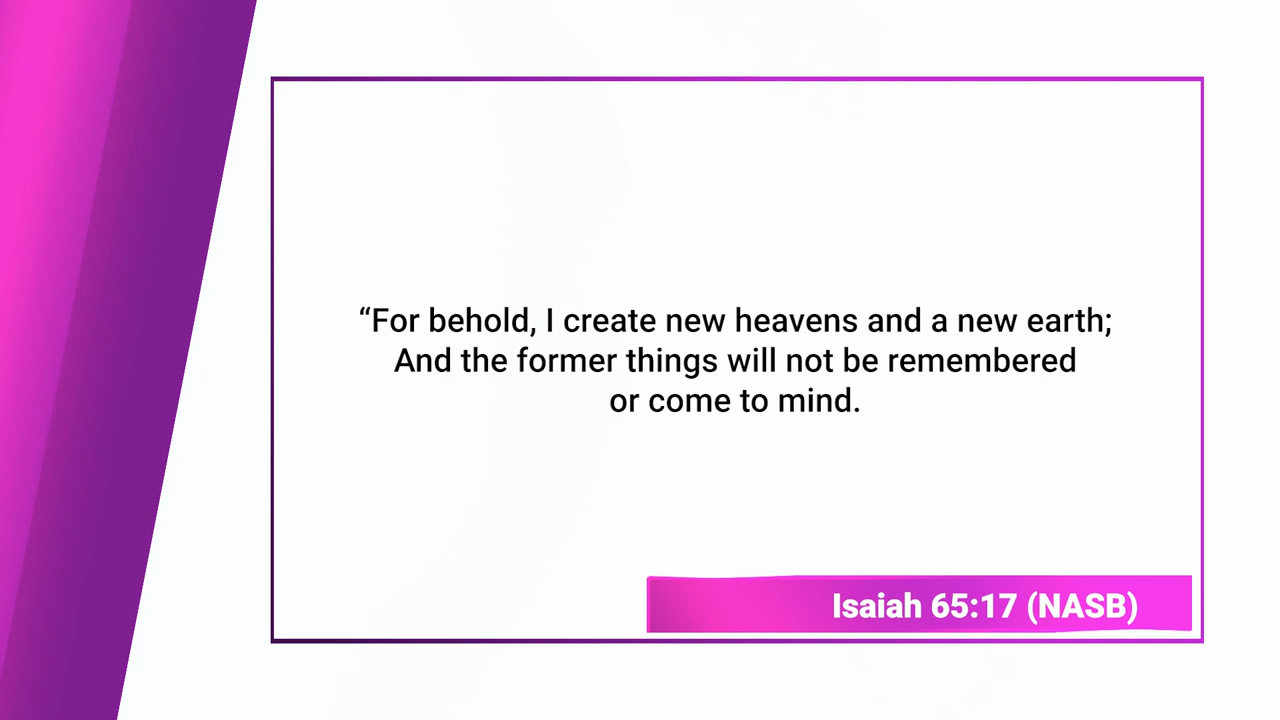 “For behold, I create new heavens and a new earth;
And the former things will not be remembered
or come to mind.
Isaiah 65:17 (NASB)